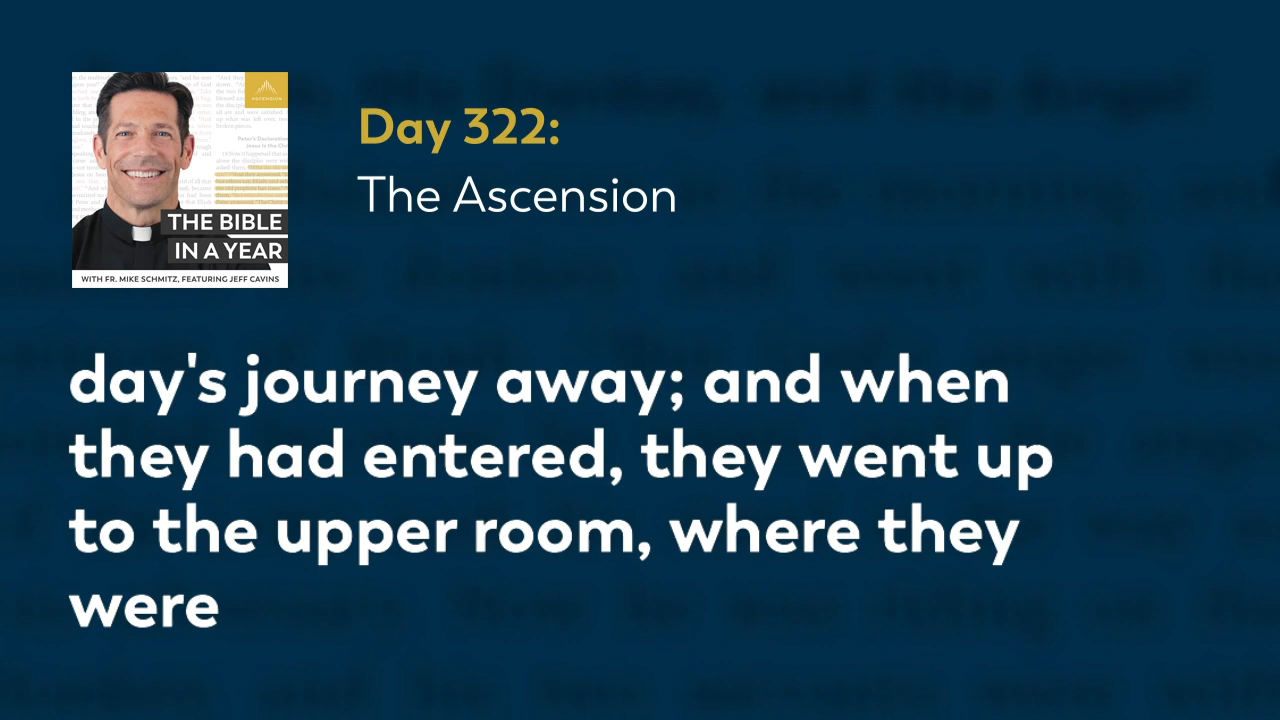 ASCENSION
THE BIBLE
IN A YEAR
WITH FR. MIKE SCHMITZ, FEATURING JEFF CAVINS
Day 322:
The Ascension
day's journey away; and when
they had entered, they went up
to the upper room, where they
were